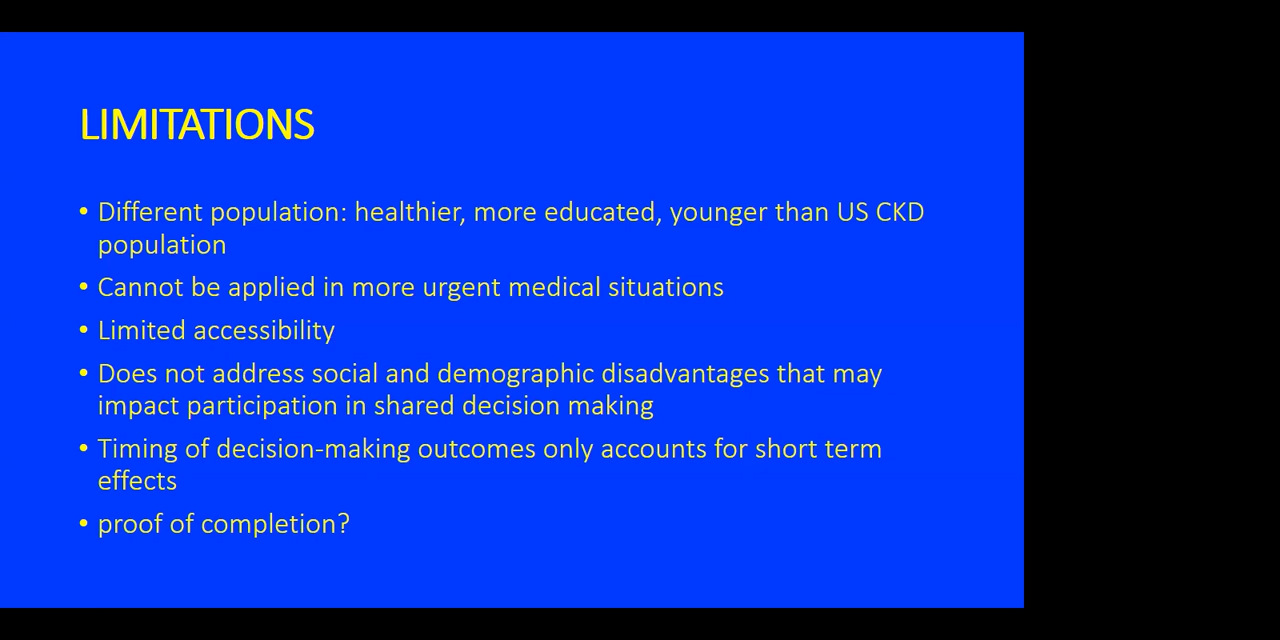 LIMITATIONS
• Different population: healthier, more educated, younger than US CKD
population
• Cannot be applied in more urgent medical situations
• Limited accessibility
• Does not address social and demographic disadvantages that may
impact participation in shared decision making
• Timing of decision-making outcomes only accounts for short term
effects
• proof of completion?